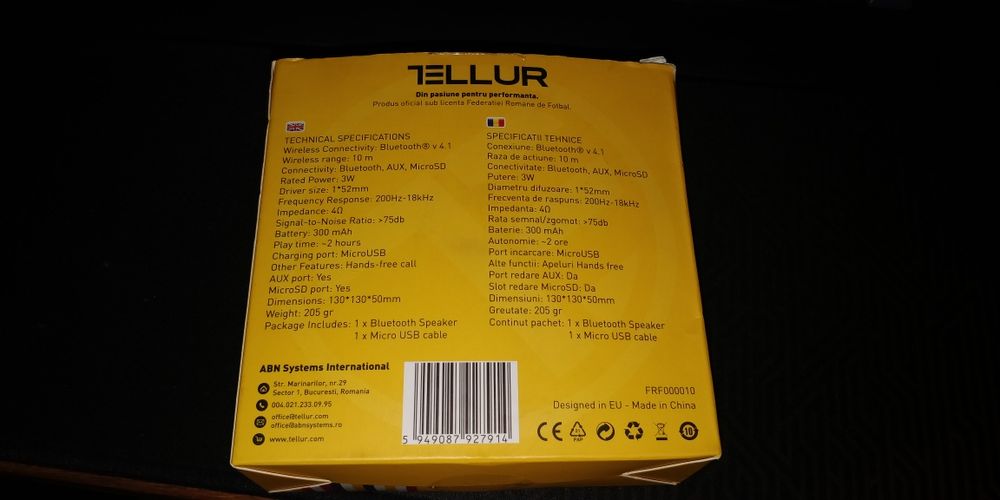 TELLUR
Din pasiune pentru performanta.
Produs oficial sub licenta Federatiei Romane de Fotbal.
TECHNICAL SPECIFICATIONS
Wireless Connectivity: Bluetooth® v 4.1
Wireless range: 10 m
Connectivity: Bluetooth, AUX, MicroSD
Rated Power: 3W
Driver size: 1*52mm
Frequency Response: 200Hz-18kHz
Impedance: 4Ω
Signal-to-Noise Ratio: >75db
Battery: 300 mAh
Play time: ~2 hours
Charging port: MicroUSB
Other Features: Hands-free call
AUX port: Yes
MicroSD port: Yes
Dimensions: 130*130*50mm
Weight: 205 gr
Package Includes: 1 x Bluetooth Speaker
1 x Micro USB cable
SPECIFICATII TEHNICE
Conexiune: Bluetooth® v 4.1
Raza de actiune: 10 m
Conectivitate: Bluetooth, AUX, MicroSD
Putere: 3W
Diametru difuzoare: 1*52mm
Frecventa de raspuns: 200Hz-18kHz
Impedanta: 4Ω
Rata semnal/zgomot: >75db
Baterie: 300 mAh
Autonomie: ~2 ore
Port incarcare: MicroUSB
Alte functii: Apeluri Hands free
Port redare AUX: Da
Slot redare MicroSD: Da
Dimensiuni: 130*130*50mm
Greutate: 205 gr
Continut pachet: 1 x Bluetooth Speaker
1 x Micro USB cable
ABN Systems International
Str. Marinarilor, nr.29
Sector 1, Bucuresti, Romania
004.021.233.09.95
office@tellur.com
office@abnsystems.ro
www.tellur.com
5 949087 927914
FRF000010
Designed in EU - Made in China
CE
21
PAP
10